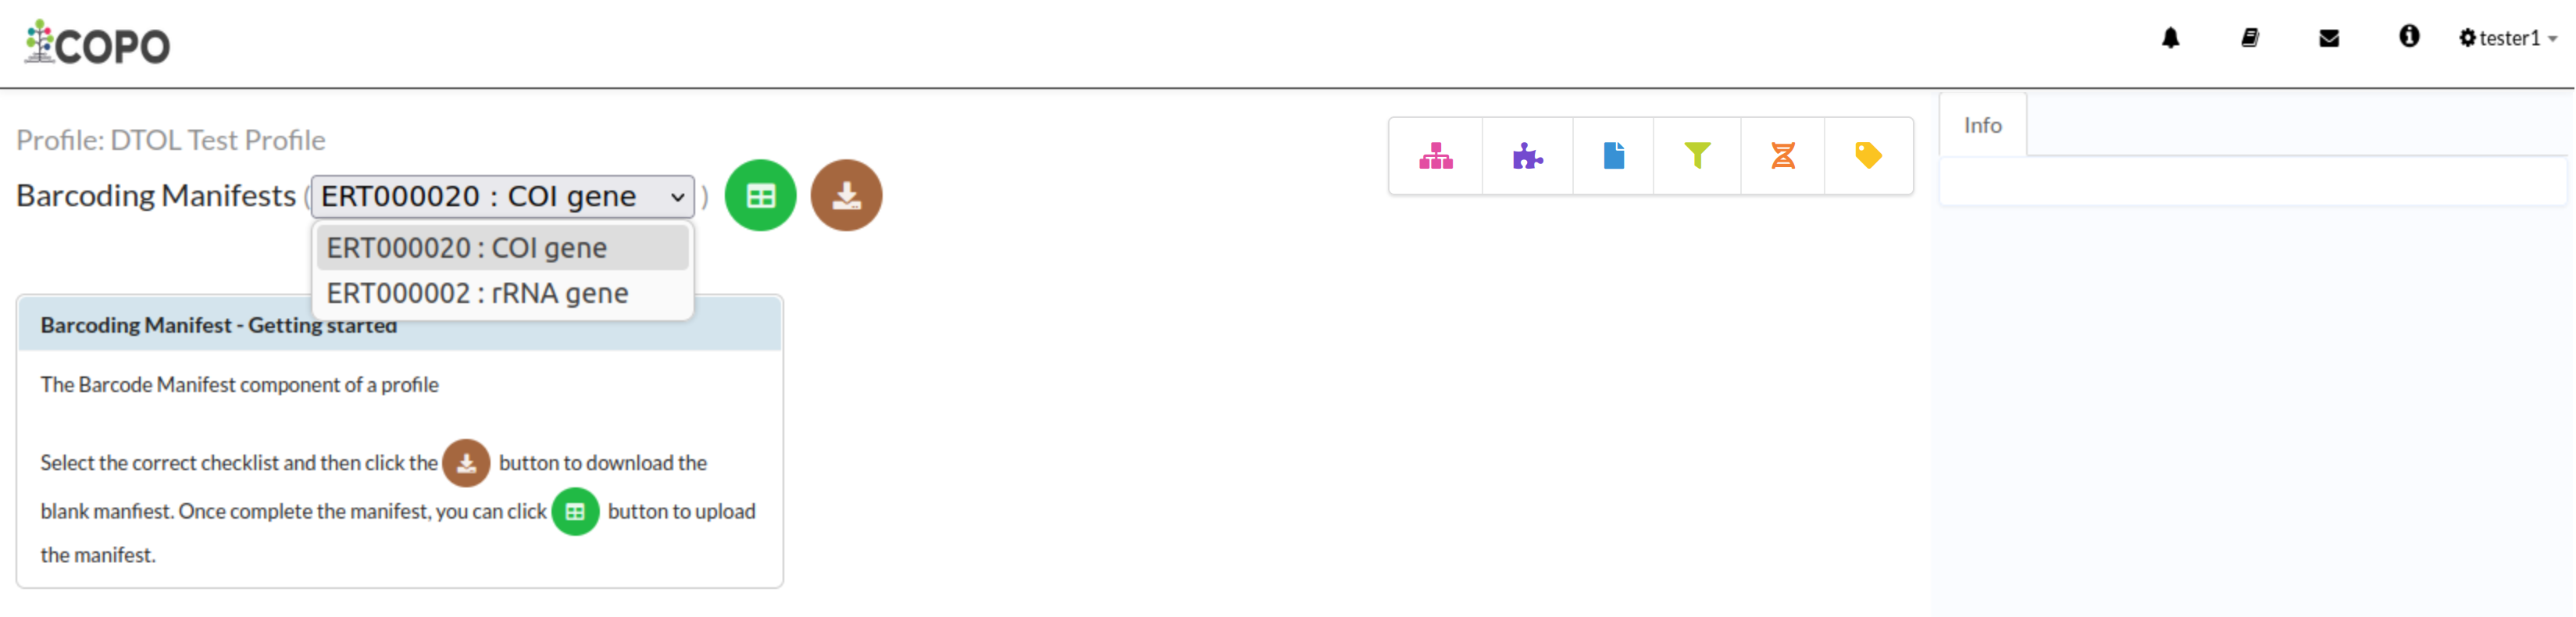 COPO
tester1
Profile: DTOL Test Profile
Info
Barcoding Manifests ( ERT000020 : COI gene )
ERT000020 : COI gene
ERT000002 : rRNA gene
Barcoding Manifest - Getting started
The Barcode Manifest component of a profile
Select the correct checklist and then click the button to download the
blank manfiest. Once complete the manifest, you can click button to upload
the manifest.